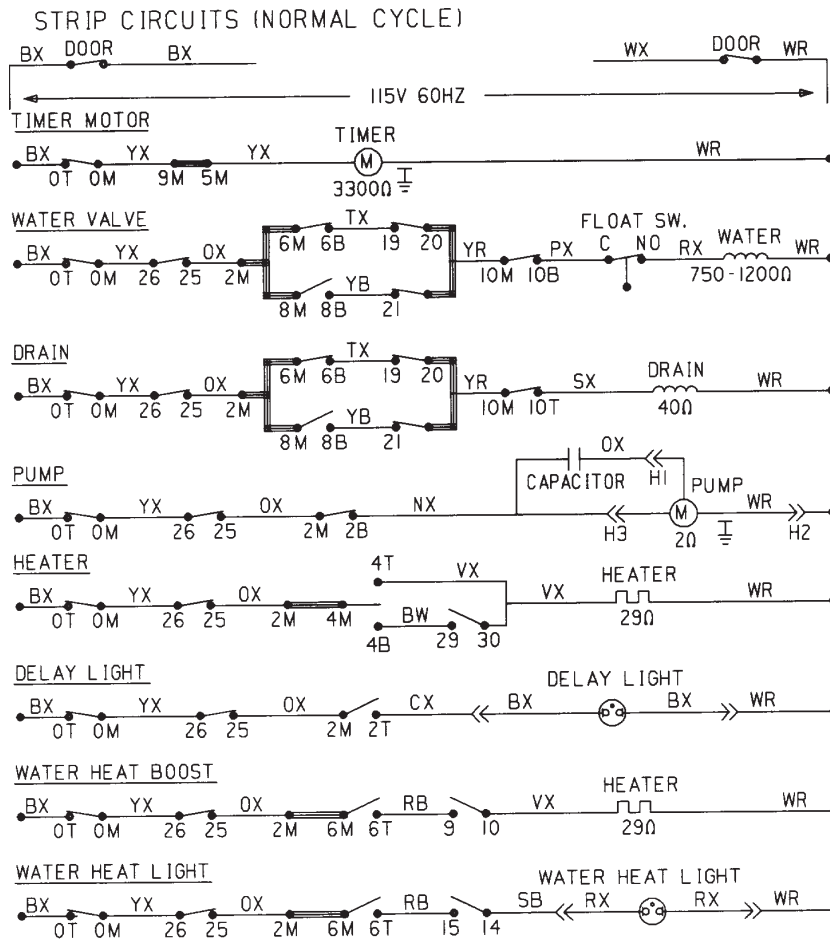 STRIP CIRCUITS (NORMAL CYCLE)
BX DOOR BX WX DOOR WR
115V 60HZ
TIMER MOTOR
TIMER
BX YX YX M WR
0T 0M 9M 5M 3300Ω
WATER VALVE
TX
6M 6B 19 20
FLOAT SW.
C NO
WATER
BX YX OX YR PX RX WR
0T 0M 26 25 2M 10M 10B 750-1200Ω
YB
8M 8B 21
DRAIN
TX
6M 6B 19 20
DRAIN
BX YX OX YR SX WR
0T 0M 26 25 2M 10M 10T 40Ω
YB
8M 8B 21
PUMP
OX
CAPACITOR H1
PUMP
BX YX OX NX M WR
0T 0M 26 25 2M 2B H3 2Ω H2
HEATER
4T VX
HEATER
BX YX OX VX WR
0T 0M 26 25 2M 4M 29Ω
BW
4B 29 30
DELAY LIGHT
DELAY LIGHT
BX YX OX CX BX BX WR
0T 0M 26 25 2M 2T
WATER HEAT BOOST
HEATER
BX YX OX RB VX WR
0T 0M 26 25 2M 6M 6T 9 10 29Ω
WATER HEAT LIGHT
WATER HEAT LIGHT
BX YX OX RB SB RX RX WR
0T 0M 26 25 2M 6M 6T 15 14